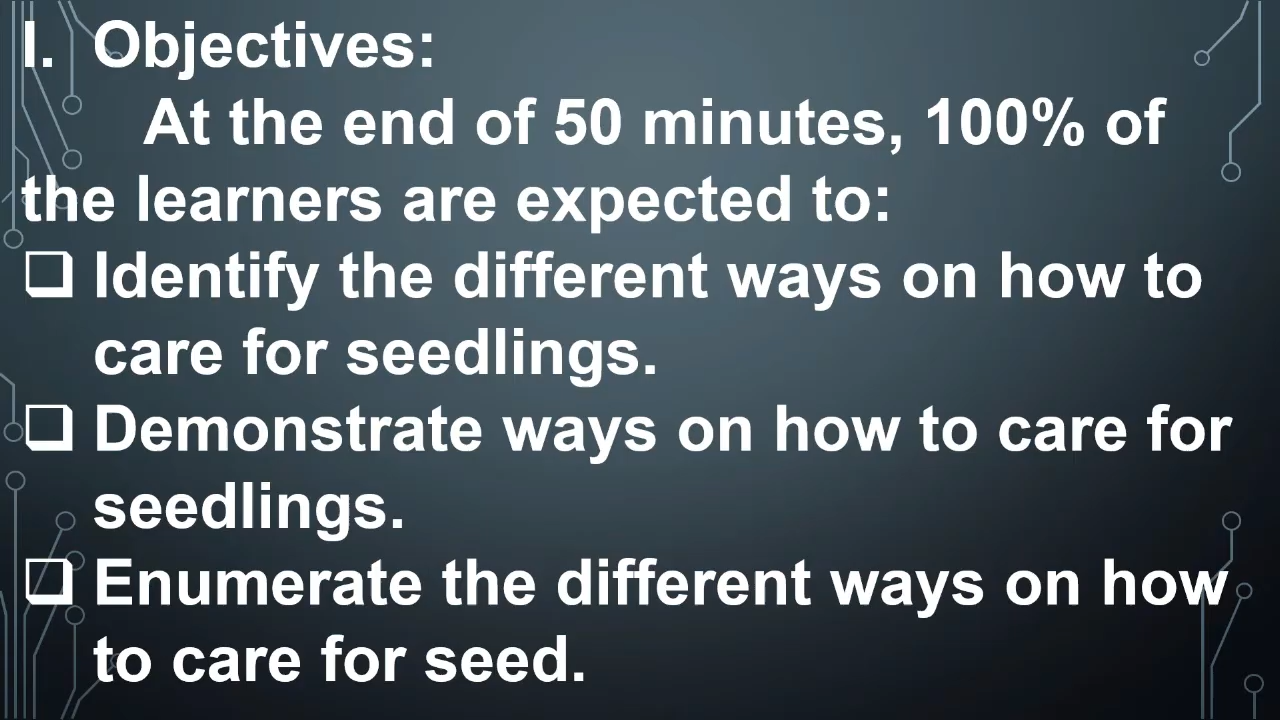 I. Objectives:
At the end of 50 minutes, 100% of
the learners are expected to:
❑ Identify the different ways on how to
care for seedlings.
❑ Demonstrate ways on how to care for
seedlings.
❑ Enumerate the different ways on how
to care for seed.